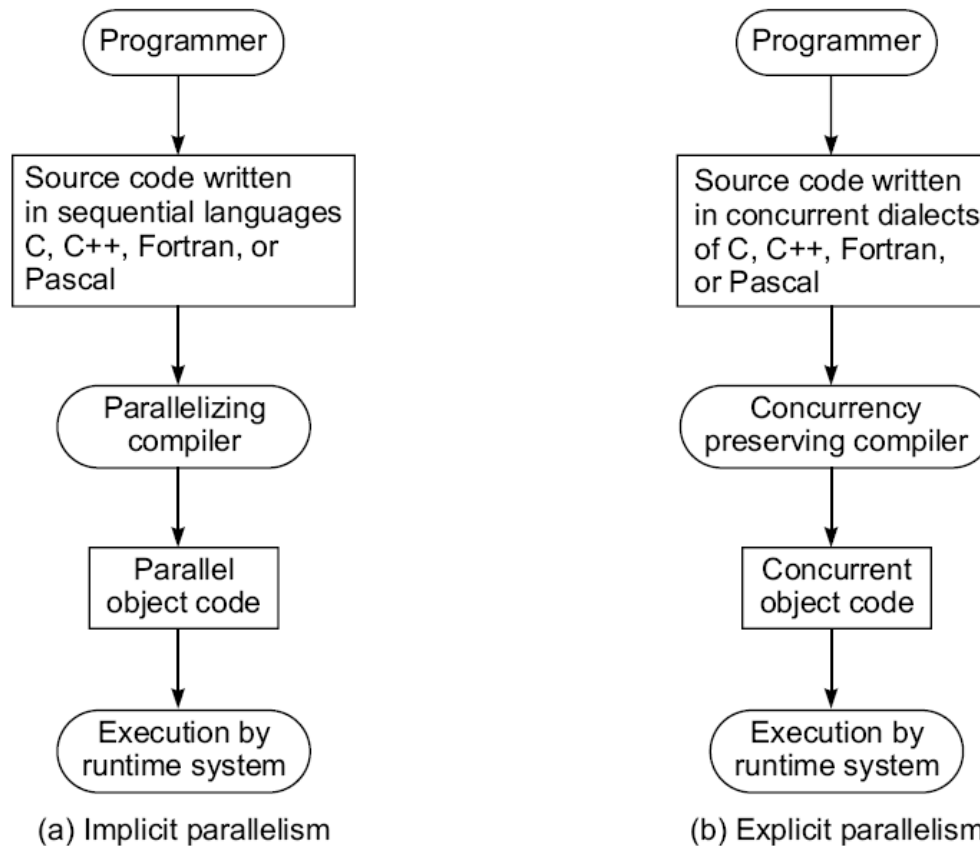 Programmer
Source code written
in sequential languages
C, C++, Fortran, or
Pascal
Parallelizing
compiler
Parallel
object code
Execution by
runtime system
(a) Implicit parallelism
Programmer
Source code written
in concurrent dialects
of C, C++, Fortran,
or Pascal
Concurrency
preserving compiler
Concurrent
object code
Execution by
runtime system
(b) Explicit parallelism